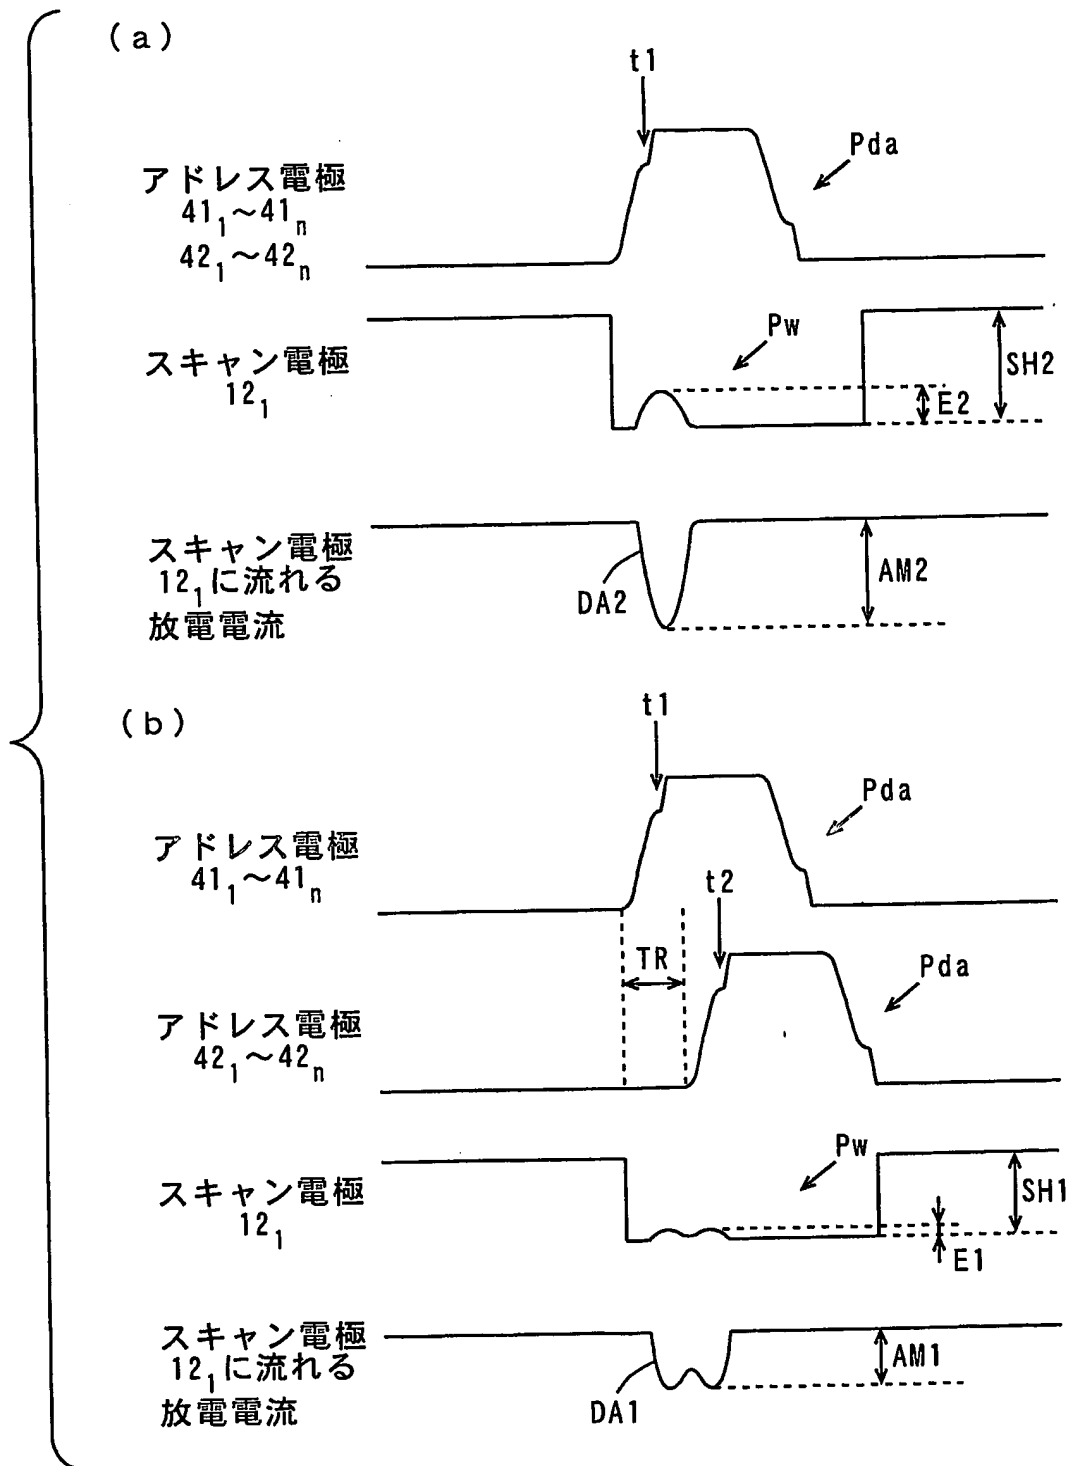 (a)
t1
Pda
アドレス電極
41₁〜41ₙ
42₁〜42ₙ
Pw
スキャン電極
12₁
SH2
E2
スキャン電極
12₁に流れる
放電電流
DA2
AM2
(b)
t1
Pda
アドレス電極
41₁〜41ₙ
t2
TR
Pda
アドレス電極
42₁〜42ₙ
Pw
スキャン電極
12₁
SH1
E1
スキャン電極
12₁に流れる
放電電流
DA1
AM1